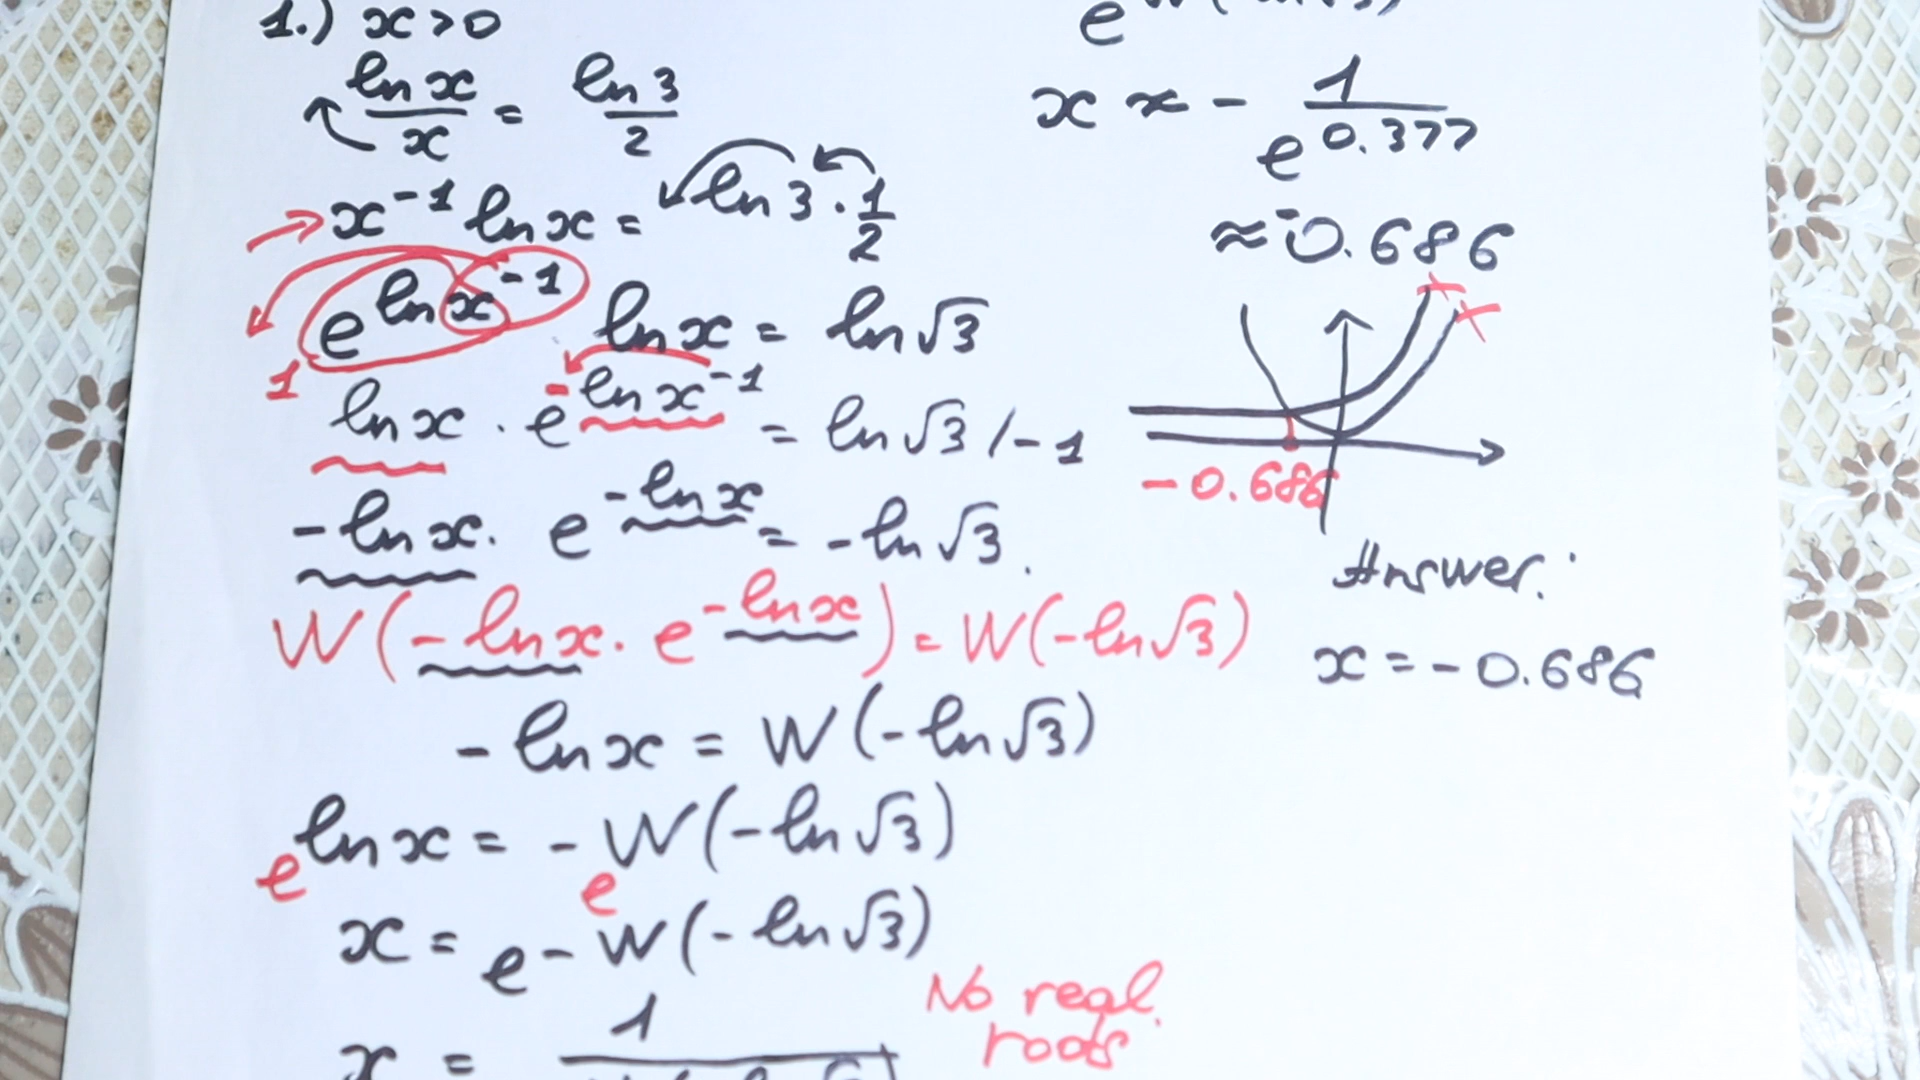 1.) x>0
ln x / x = ln 3 / 2
x^-1 ln x = ln 3 · 1/2
e^ln x^-1 ln x = ln √3
1
ln x · e^-ln x^-1 = ln √3 / -1
-ln x · e^-ln x = -ln √3.
W(-ln x · e^-ln x) = W(-ln √3)
-ln x = W(-ln √3)
e^ln x = e^-W(-ln √3)
x = e^-W(-ln √3)
No real
roots
x = 1
x ≈ - 1 / e^0.377
≈ -0.686
-0.686
Answer:
x = -0.686